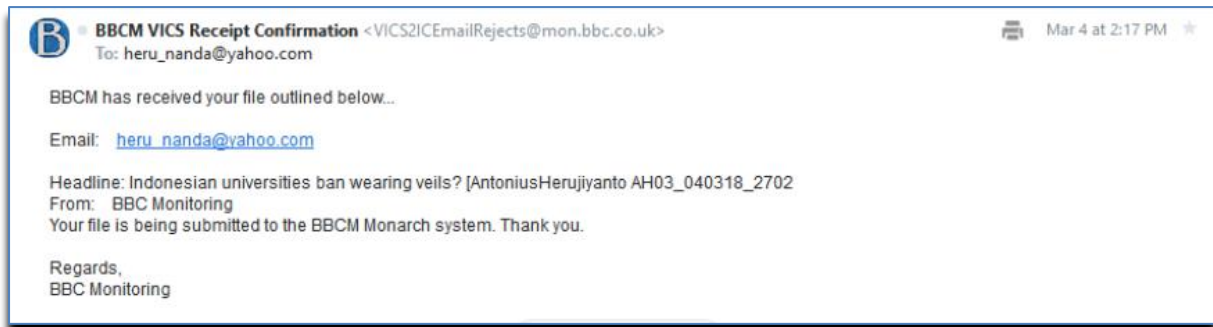 B
BBCM VICS Receipt Confirmation <VICS2ICEmailRejects@mon.bbc.co.uk> Mar 4 at 2:17 PM
To: heru_nanda@yahoo.com
BBCM has received your file outlined below...
Email: heru_nanda@yahoo.com
Headline: Indonesian universities ban wearing veils? [AntoniusHerujiyanto AH03_040318_2702
From: BBC Monitoring
Your file is being submitted to the BBCM Monarch system. Thank you.
Regards,
BBC Monitoring